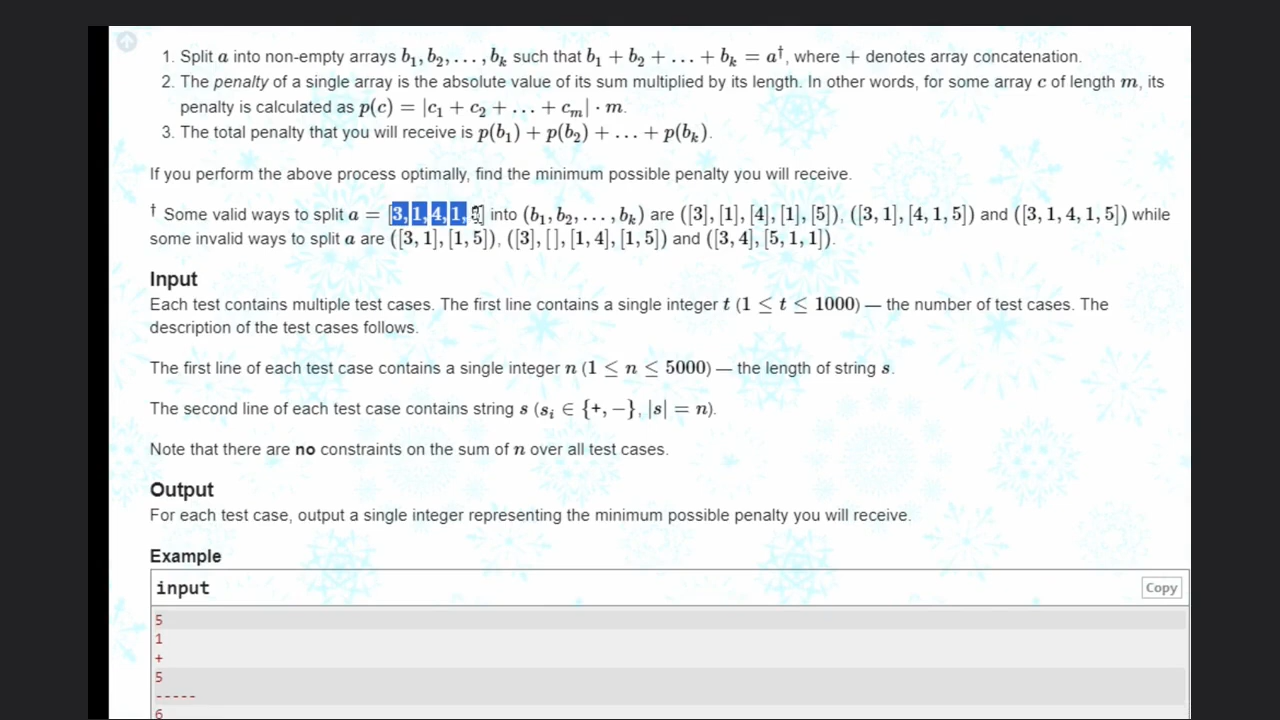 1. Split a into non-empty arrays b₁, b₂, …, bₖ such that b₁ + b₂ + … + bₖ = a†, where + denotes array concatenation.
2. The penalty of a single array is the absolute value of its sum multiplied by its length. In other words, for some array c of length m, its
penalty is calculated as p(c) = |c₁ + c₂ + … + cₘ| · m.
3. The total penalty that you will receive is p(b₁) + p(b₂) + … + p(bₖ).
If you perform the above process optimally, find the minimum possible penalty you will receive.
† Some valid ways to split a = [3, 1, 4, 1, 5] into (b₁, b₂, …, bₖ) are ([3], [1], [4], [1], [5]), ([3, 1], [4, 1, 5]) and ([3, 1, 4, 1, 5]) while
some invalid ways to split a are ([3, 1], [1, 5]), ([3], [ ], [1, 4], [1, 5]) and ([3, 4], [5, 1, 1]).
Input
Each test contains multiple test cases. The first line contains a single integer t (1 ≤ t ≤ 1000) — the number of test cases. The
description of the test cases follows.
The first line of each test case contains a single integer n (1 ≤ n ≤ 5000) — the length of string s.
The second line of each test case contains string s (sᵢ ∈ {+, −}, |s| = n).
Note that there are no constraints on the sum of n over all test cases.
Output
For each test case, output a single integer representing the minimum possible penalty you will receive.
Example
input
Copy
5
1
+
5
-----
6